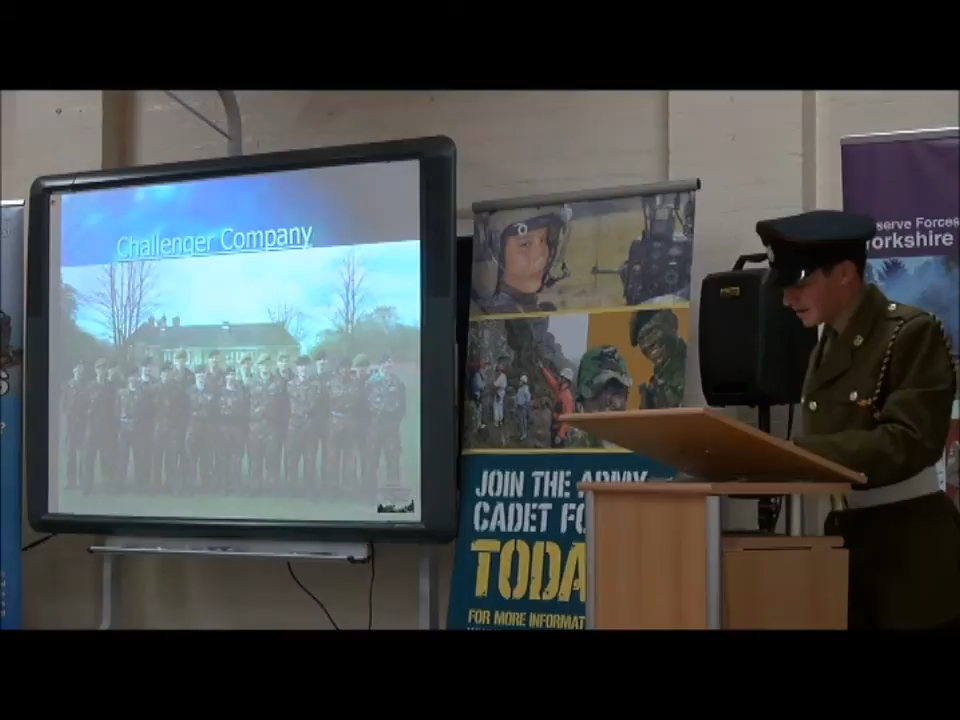 Challenger Company
JOIN THE ARMY
CADET FO
TODA
FOR MORE INFORMAT
serve Forces
orkshire